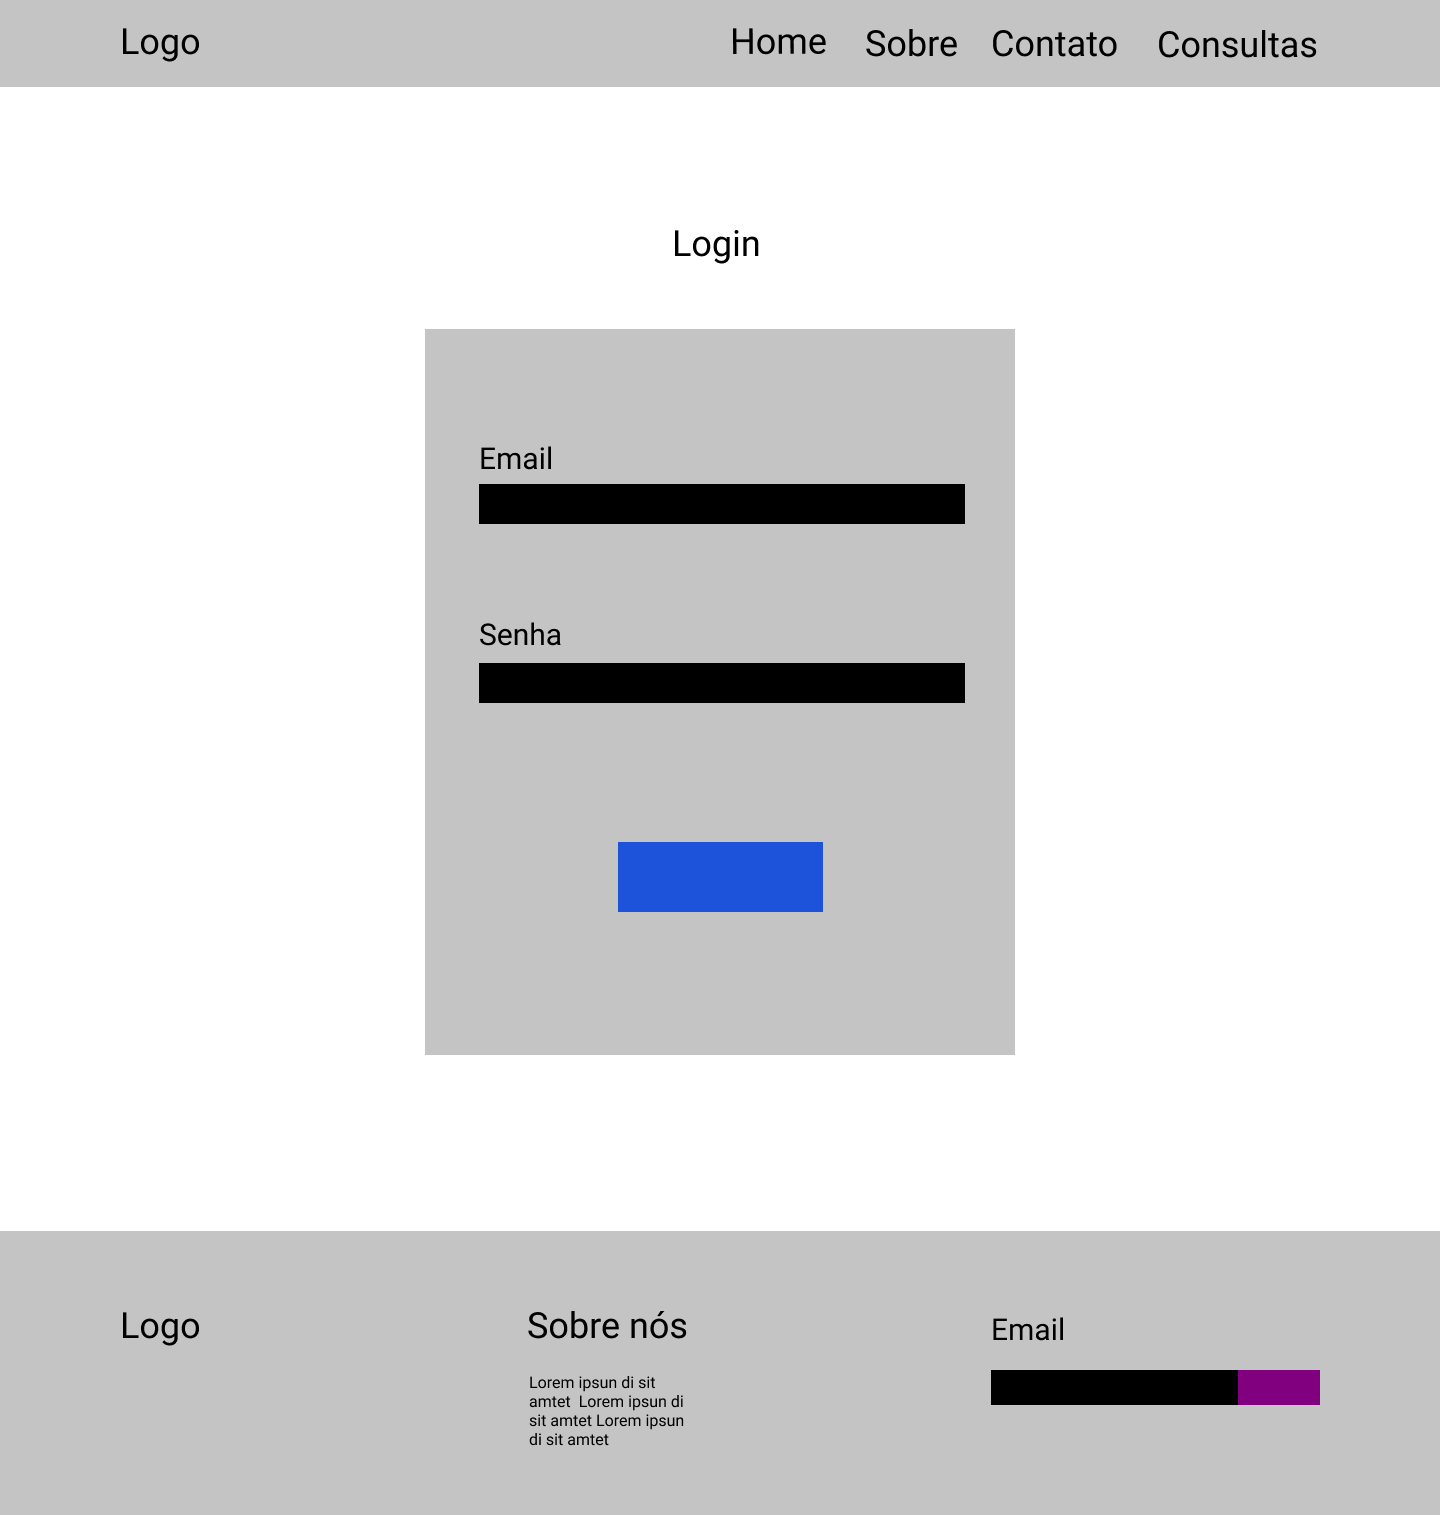 Logo
Home Sobre Contato Consultas
Login
Email
Senha
Logo
Sobre nós
Lorem ipsun di sit
amtet  Lorem ipsun di
sit amtet Lorem ipsun
di sit amtet
Email